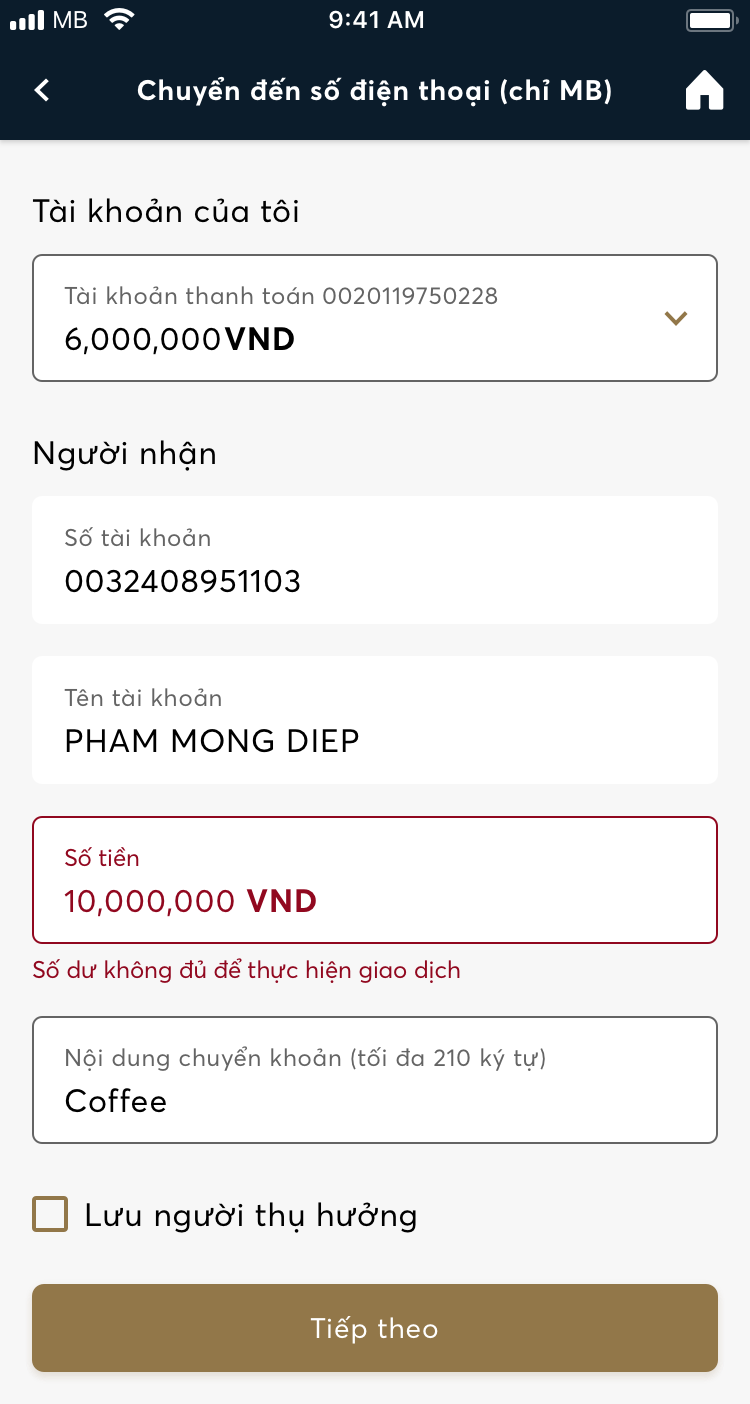 MB 9:41 AM
Chuyển đến số điện thoại (chỉ MB)
Tài khoản của tôi
Tài khoản thanh toán 0020119750228
6,000,000VND
Người nhận
Số tài khoản
0032408951103
Tên tài khoản
PHAM MONG DIEP
Số tiền
10,000,000 VND
Số dư không đủ để thực hiện giao dịch
Nội dung chuyển khoản (tối đa 210 ký tự)
Coffee
Lưu người thụ hưởng
Tiếp theo